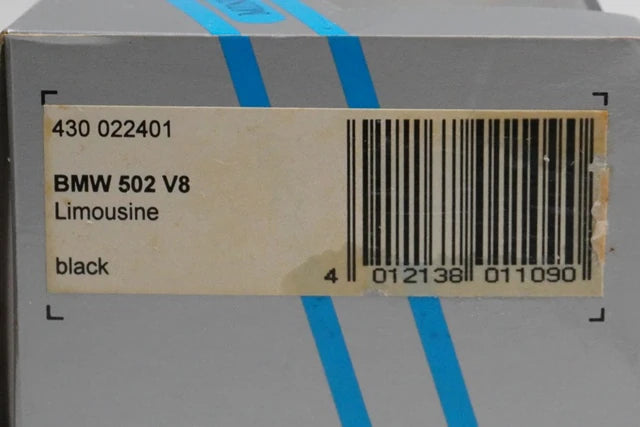 430 022401
BMW 502 V8
Limousine
black
4 012138 011090